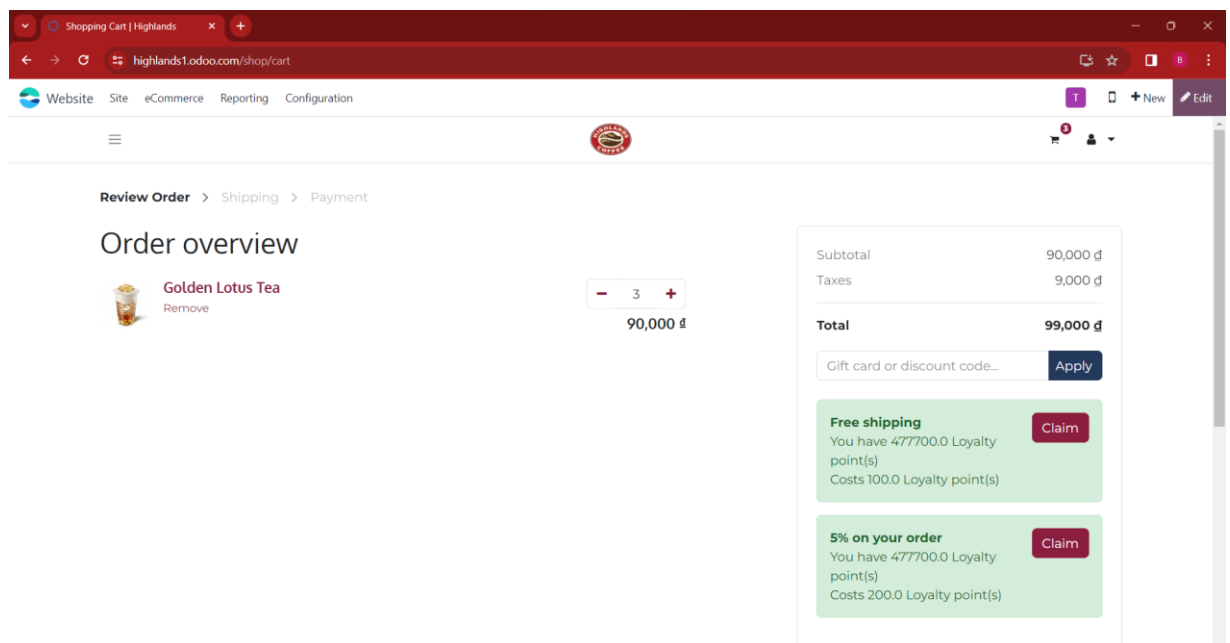 Shopping Cart | Highlands
highlands1.odoo.com/shop/cart
B
Website Site eCommerce Reporting Configuration
T + New Edit
HIGHLANDS COFFEE
3
Review Order > Shipping > Payment
Order overview
Golden Lotus Tea
Remove
− 3 +
90,000 ₫
Subtotal 90,000 ₫
Taxes 9,000 ₫
Total 99,000 ₫
Gift card or discount code... Apply
Free shipping
You have 477700.0 Loyalty
point(s)
Costs 100.0 Loyalty point(s)
Claim
5% on your order
You have 477700.0 Loyalty
point(s)
Costs 200.0 Loyalty point(s)
Claim